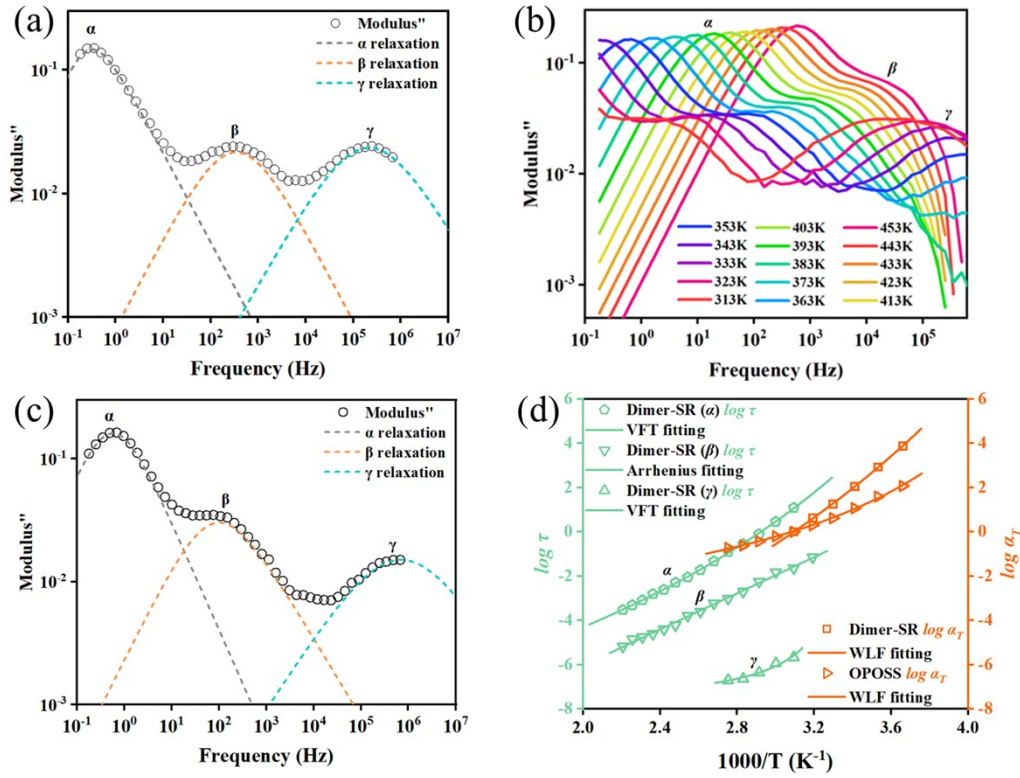 (a)
α
β
γ
Modulus"
α relaxation
β relaxation
γ relaxation
10⁻¹
10⁻²
10⁻³
Modulus"
10⁻¹ 10⁰ 10¹ 10² 10³ 10⁴ 10⁵ 10⁶ 10⁷
Frequency (Hz)
(b)
α
β
γ
353K 403K 453K
343K 393K 443K
333K 383K 433K
323K 373K 423K
313K 363K 413K
10⁻¹
10⁻²
10⁻³
Modulus"
10⁻¹ 10⁰ 10¹ 10² 10³ 10⁴ 10⁵
Frequency (Hz)
(c)
α
β
γ
Modulus"
α relaxation
β relaxation
γ relaxation
10⁻¹
10⁻²
10⁻³
Modulus"
10⁻¹ 10⁰ 10¹ 10² 10³ 10⁴ 10⁵ 10⁶ 10⁷
Frequency (Hz)
(d)
Dimer-SR (α) log τ
VFT fitting
Dimer-SR (β) log τ
Arrhenius fitting
Dimer-SR (γ) log τ
VFT fitting
α
β
γ
Dimer-SR log α_T
WLF fitting
OPOSS log α_T
WLF fitting
6
4
2
0
-2
-4
-6
-8
log τ
6
4
2
0
-2
-4
-6
-8
log α_T
2.0 2.4 2.8 3.2 3.6 4.0
1000/T (K⁻¹)